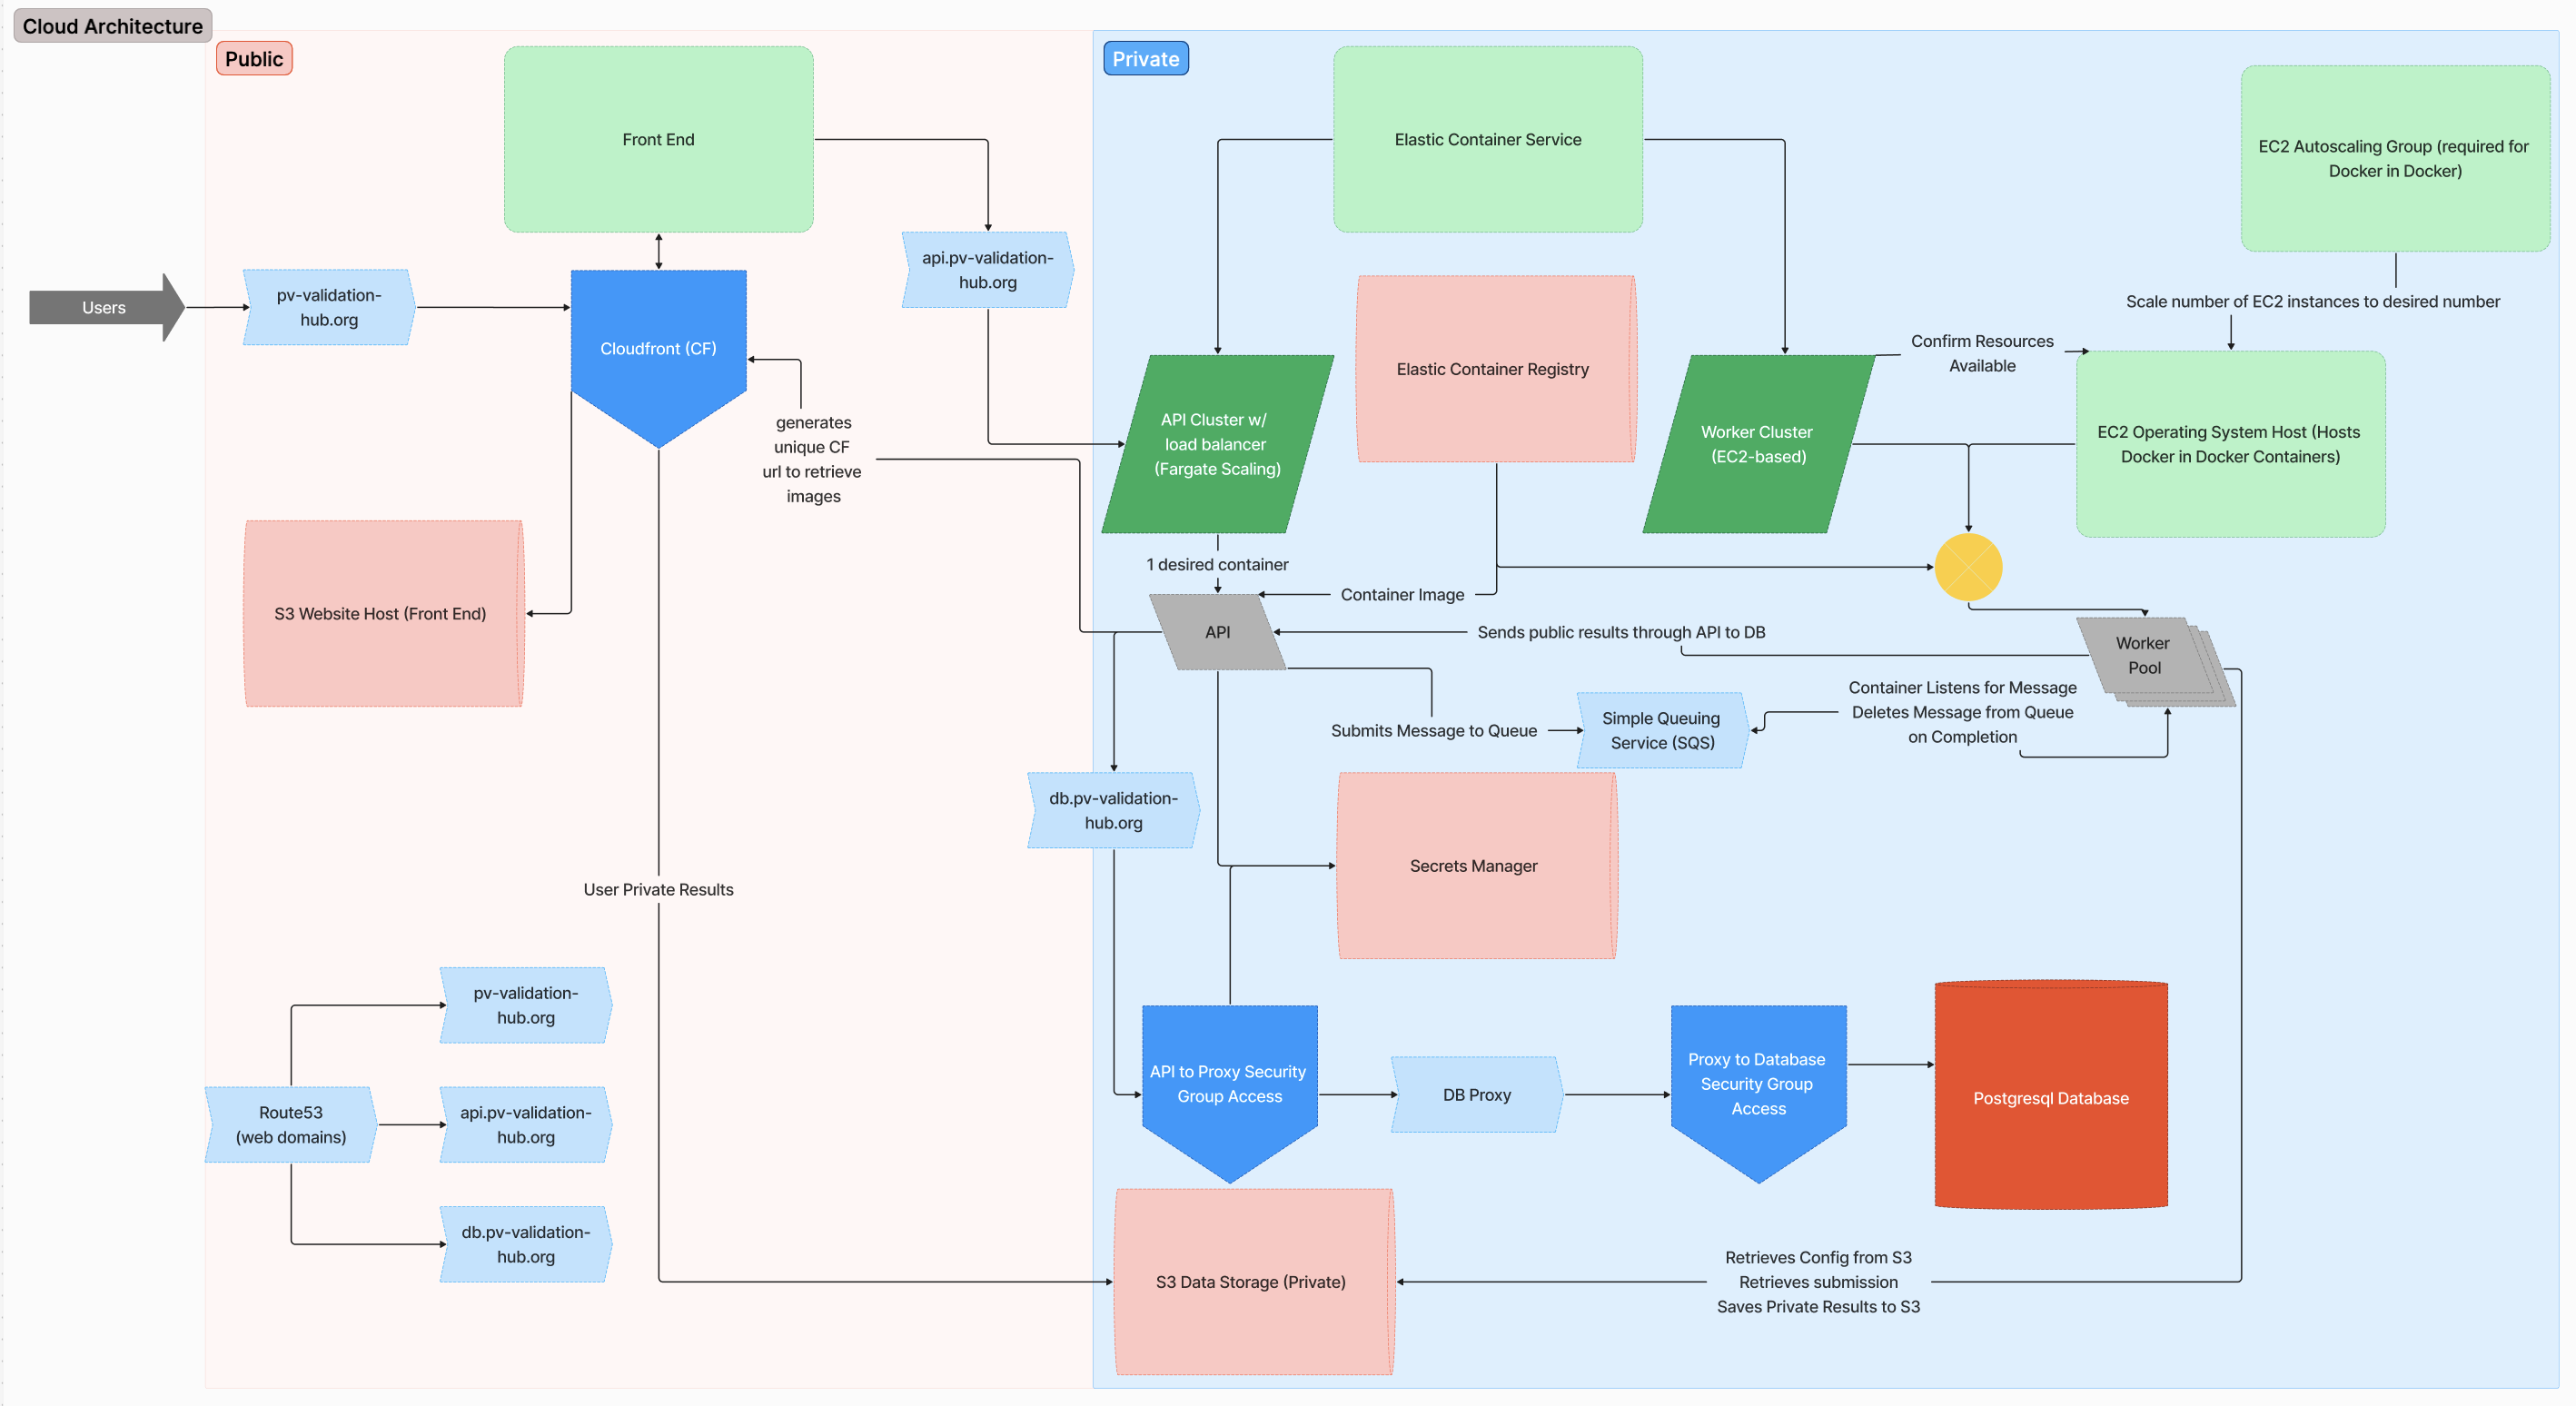 Cloud Architecture
Public
Private
Front End
Elastic Container Service
EC2 Autoscaling Group (required for
Docker in Docker)
Users
pv-validation-
hub.org
api.pv-validation-
hub.org
Cloudfront (CF)
Scale number of EC2 instances to desired number
Confirm Resources
Available
Elastic Container Registry
generates
unique CF
url to retrieve
images
API Cluster w/
load balancer
(Fargate Scaling)
Worker Cluster
(EC2-based)
EC2 Operating System Host (Hosts
Docker in Docker Containers)
1 desired container
Container Image
S3 Website Host (Front End)
API
Sends public results through API to DB
Worker
Pool
Container Listens for Message
Deletes Message from Queue
on Completion
Submits Message to Queue
Simple Queuing
Service (SQS)
db.pv-validation-
hub.org
Secrets Manager
User Private Results
pv-validation-
hub.org
Route53
(web domains)
api.pv-validation-
hub.org
db.pv-validation-
hub.org
API to Proxy Security
Group Access
DB Proxy
Proxy to Database
Security Group
Access
Postgresql Database
S3 Data Storage (Private)
Retrieves Config from S3
Retrieves submission
Saves Private Results to S3